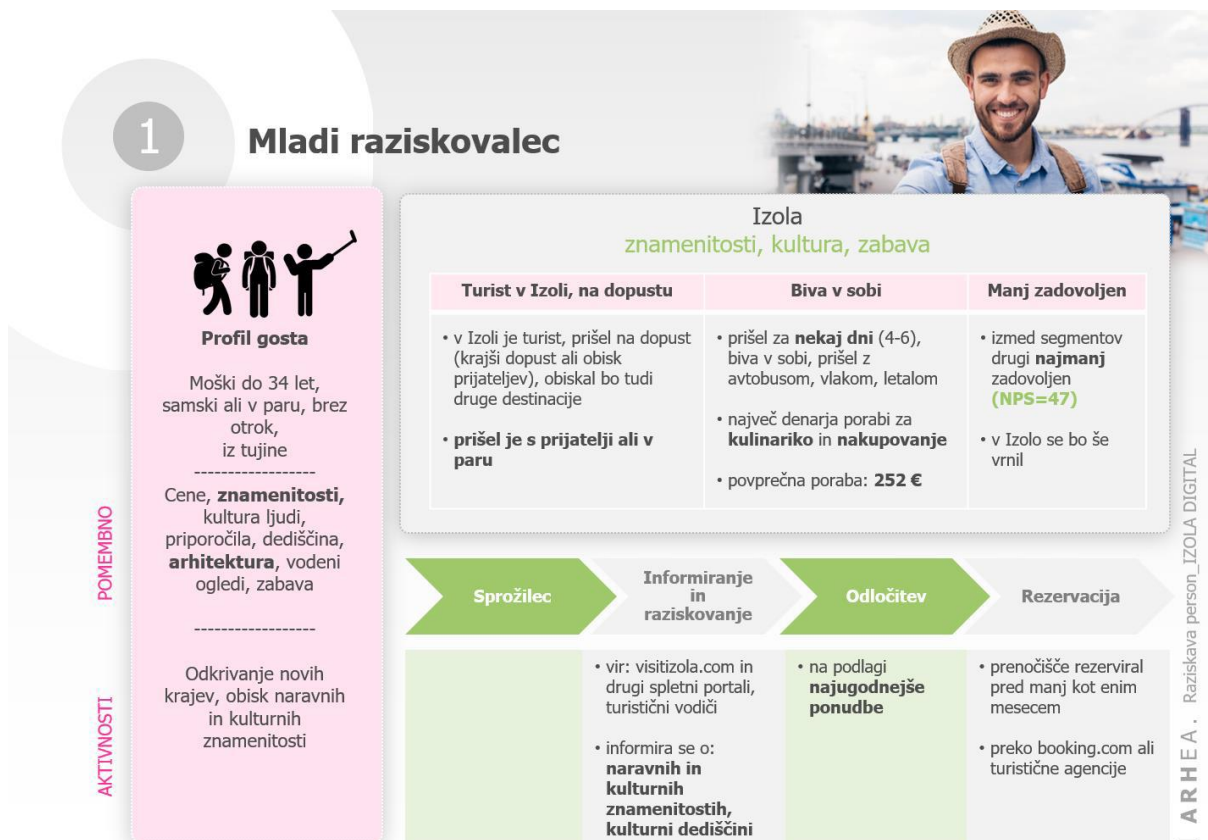 1
Mladi raziskovalec
Profil gosta
Moški do 34 let,
samski ali v paru, brez
otrok,
iz tujine
------------------
Cene, znamenitosti,
kultura ljudi,
priporočila, dediščina,
arhitektura, vodeni
ogledi, zabava
------------------
Odkrivanje novih
krajev, obisk naravnih
in kulturnih
znamenitosti
POMEMBNO
AKTIVNOSTI
Izola
znamenitosti, kultura, zabava
Turist v Izoli, na dopustu
• v Izoli je turist, prišel na dopust
(krajši dopust ali obisk
prijateljev), obiskal bo tudi
druge destinacije
• prišel je s prijatelji ali v
paru
Biva v sobi
• prišel za nekaj dni (4-6),
biva v sobi, prišel z
avtobusom, vlakom, letalom
• največ denarja porabi za
kulinariko in nakupovanje
• povprečna poraba: 252 €
Manj zadovoljen
• izmed segmentov
drugi najmanj
zadovoljen
(NPS=47)
• v Izolo se bo še
vrnil
Sprožilec
Informiranje
in
raziskovanje
• vir: visitizola.com in
drugi spletni portali,
turistični vodiči
• informira se o:
naravnih in
kulturnih
znamenitostih,
kulturni dediščini
Odločitev
• na podlagi
najugodnejše
ponudbe
Rezervacija
• prenočišče rezerviral
pred manj kot enim
mesecem
• preko booking.com ali
turistične agencije
ARHEA. Raziskava person_IZOLA DIGITAL